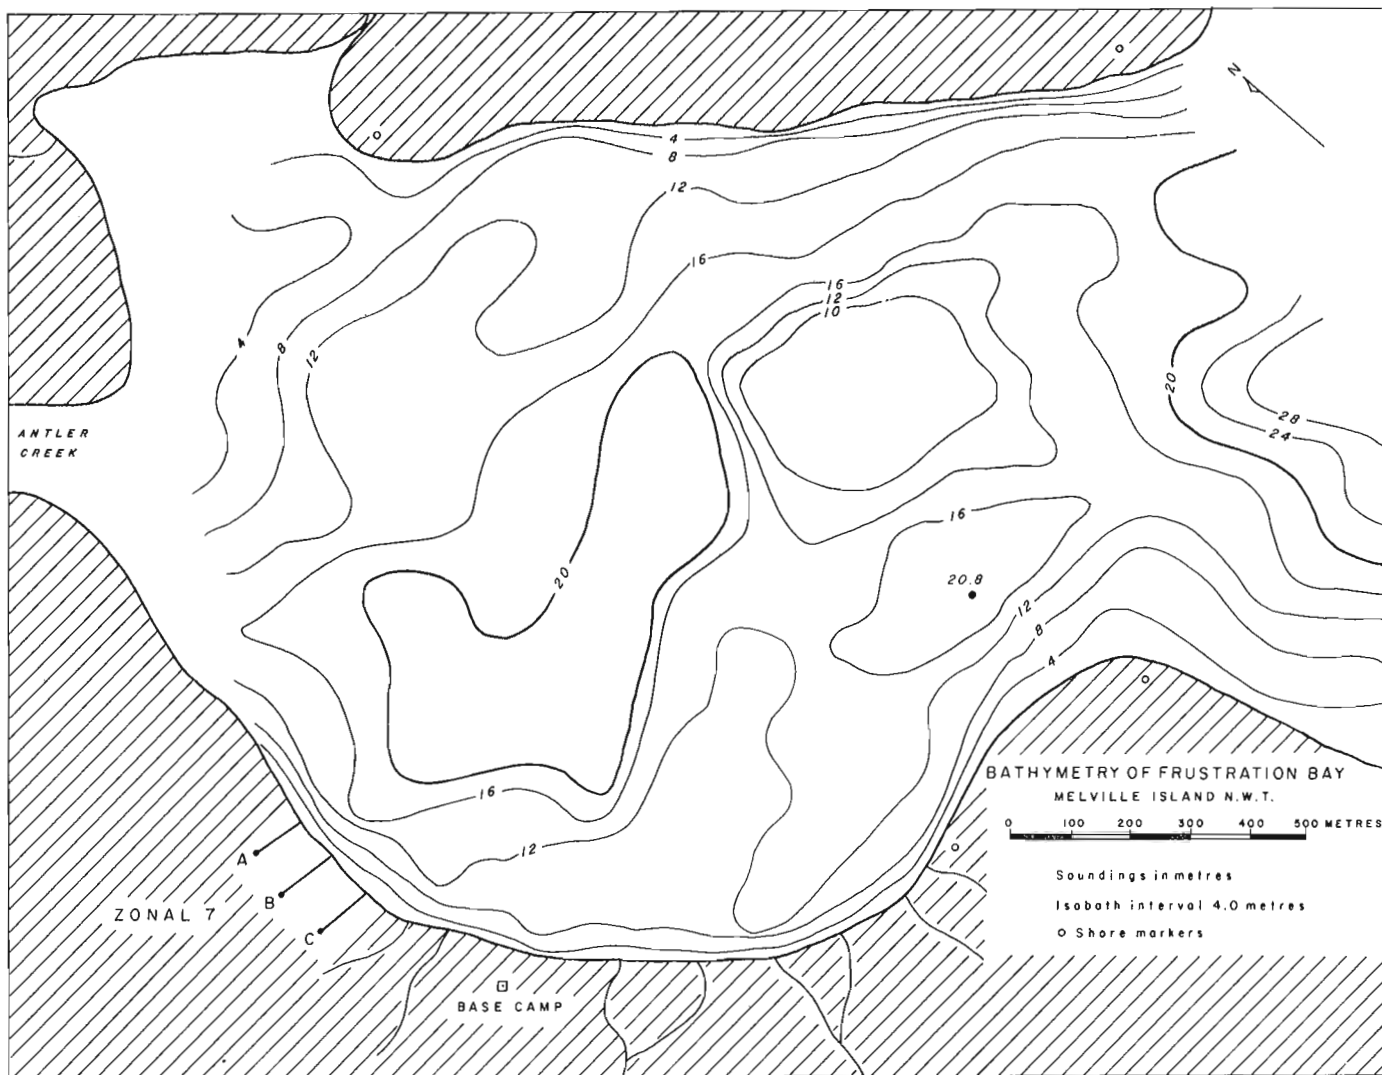 N
4
8
12
16
16
12
10
4
8
12
20
28
24
ANTLER
CREEK
16
20
20.8
12
8
4
BATHYMETRY OF FRUSTRATION BAY
MELVILLE ISLAND N.W.T.
0 100 200 300 400 500 METRES
16
12
A
B
C
ZONAL 7
Soundings in metres
Isobath interval 4.0 metres
Shore markers
BASE CAMP